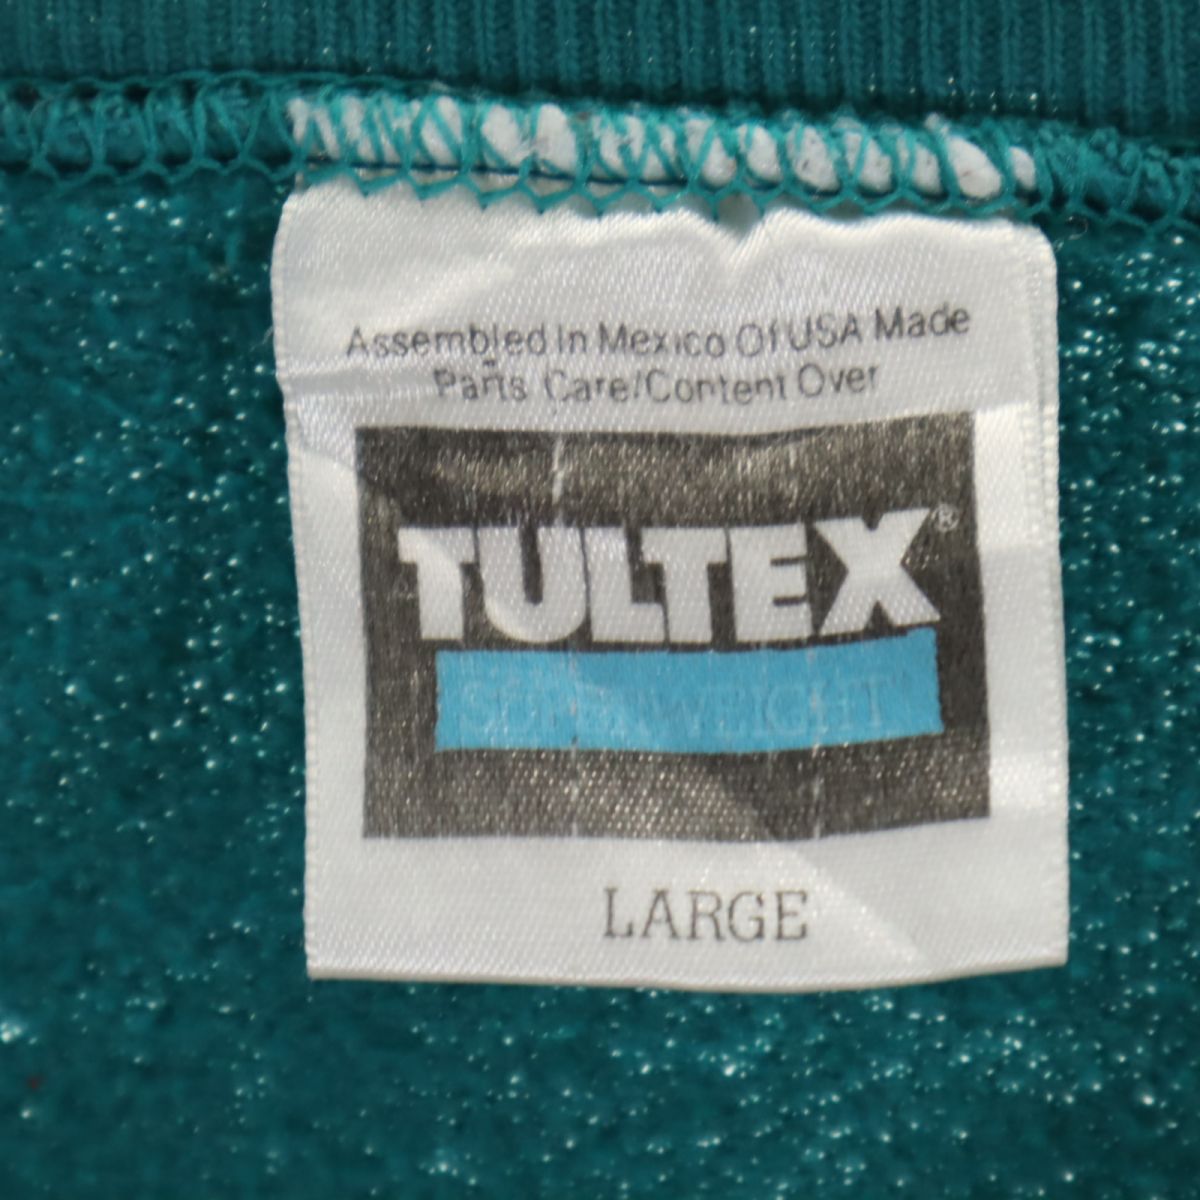 Assembled In Mexico Of USA Made
Parts Care/Content Over
TULTEX®
SUPERWEIGHT
LARGE